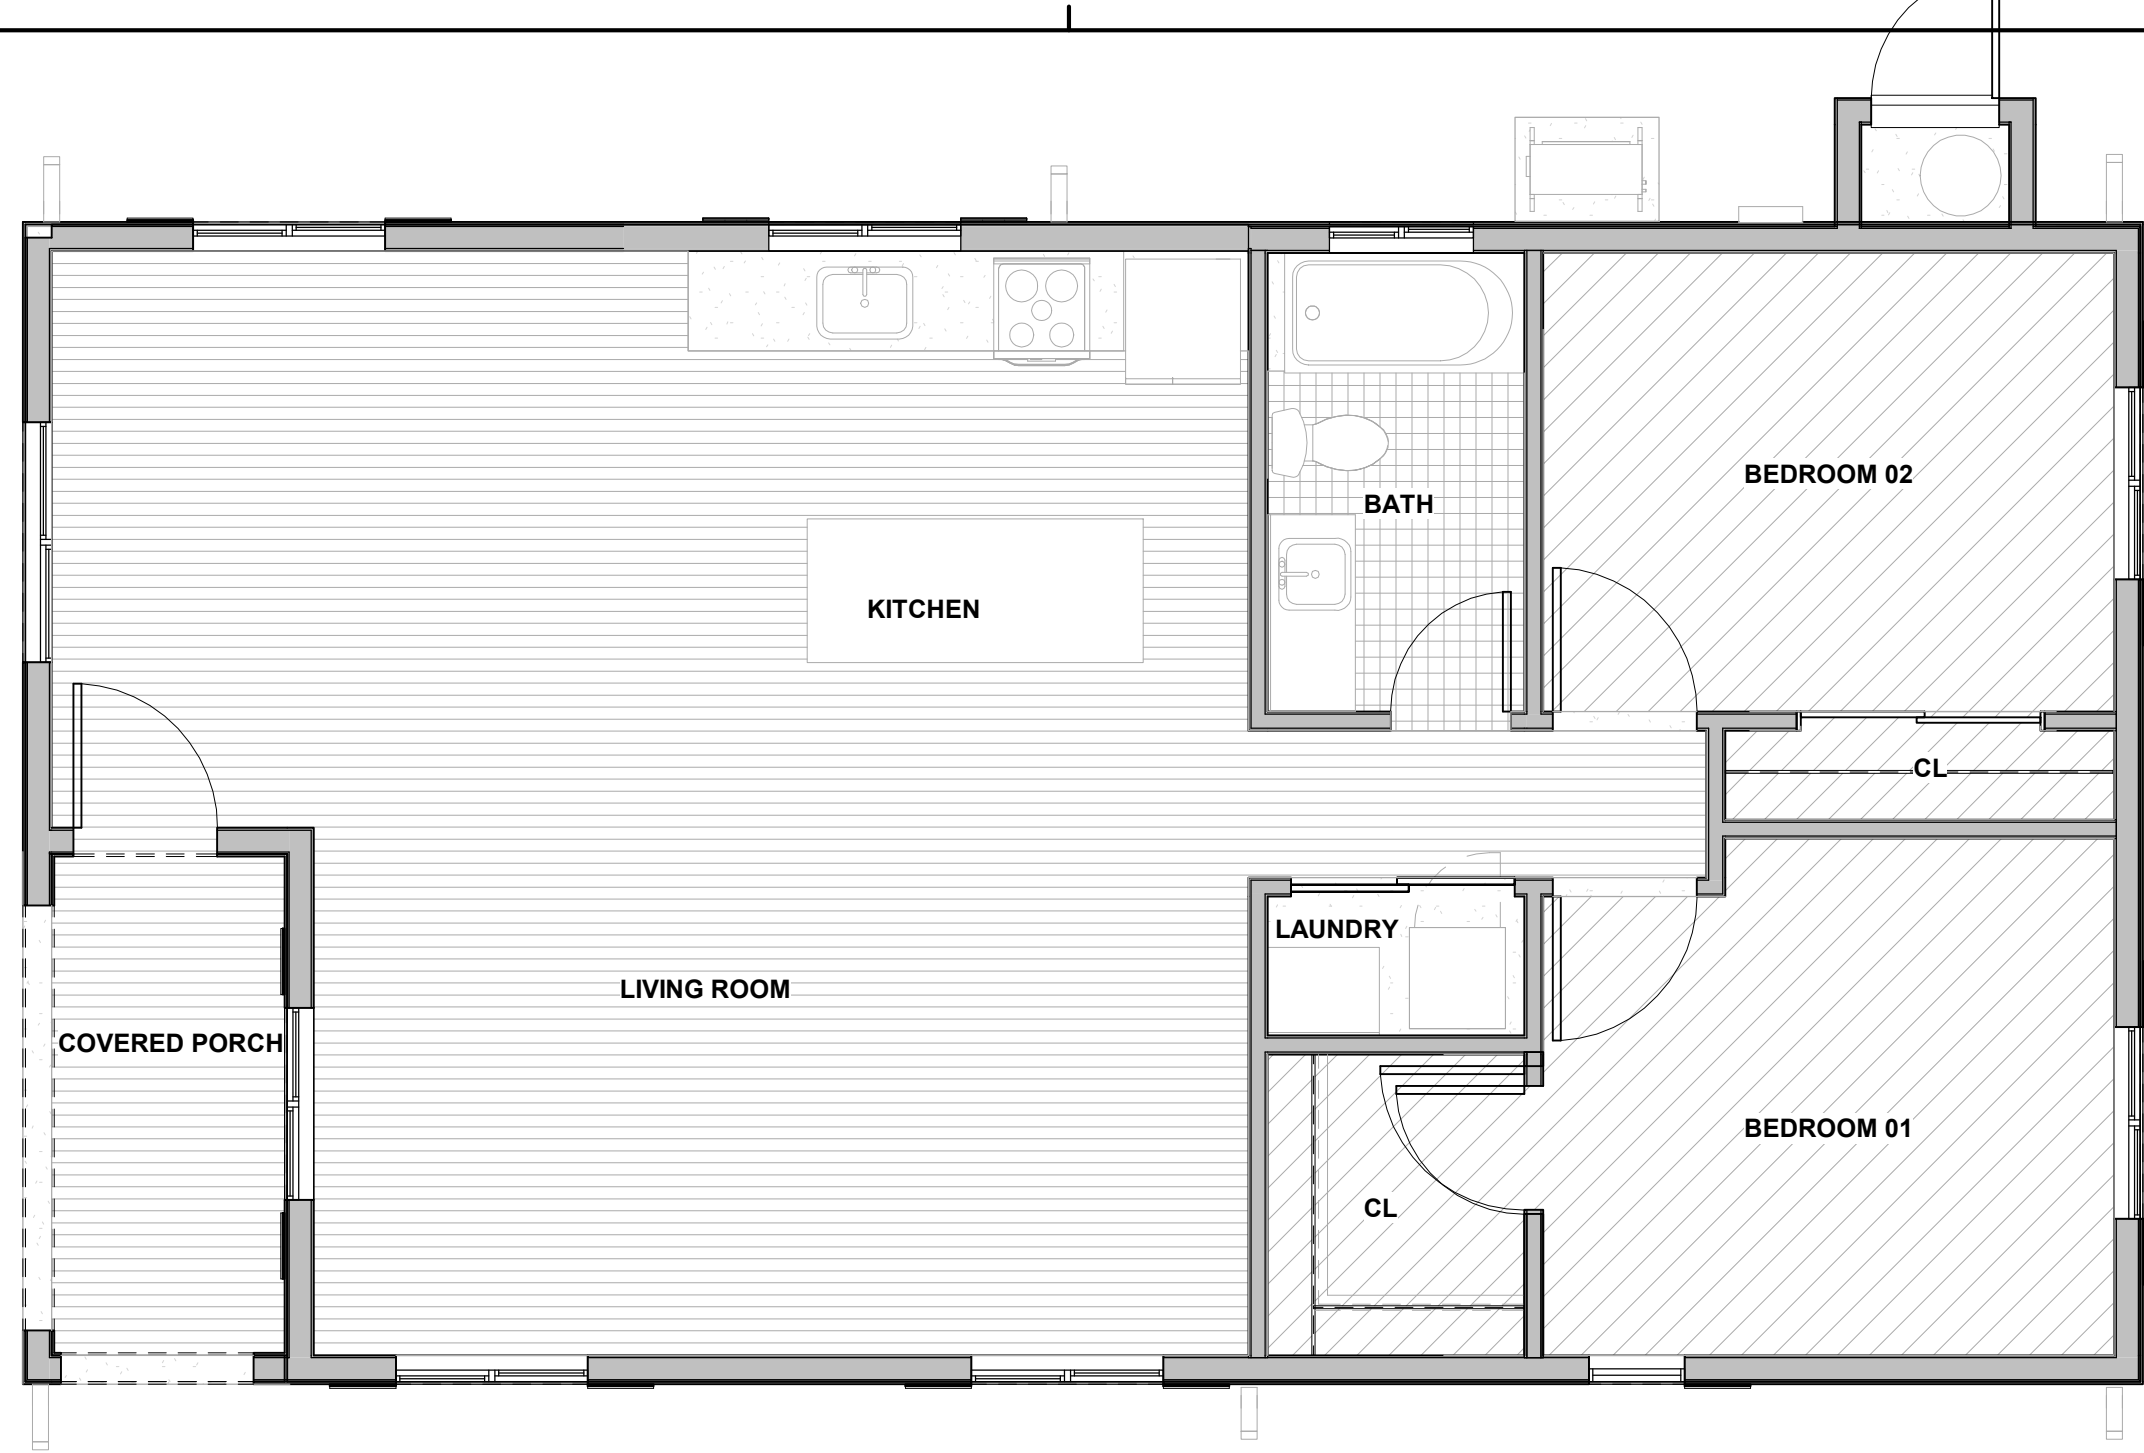 BEDROOM 02
BATH
KITCHEN
CL
LAUNDRY
LIVING ROOM
COVERED PORCH
BEDROOM 01
CL